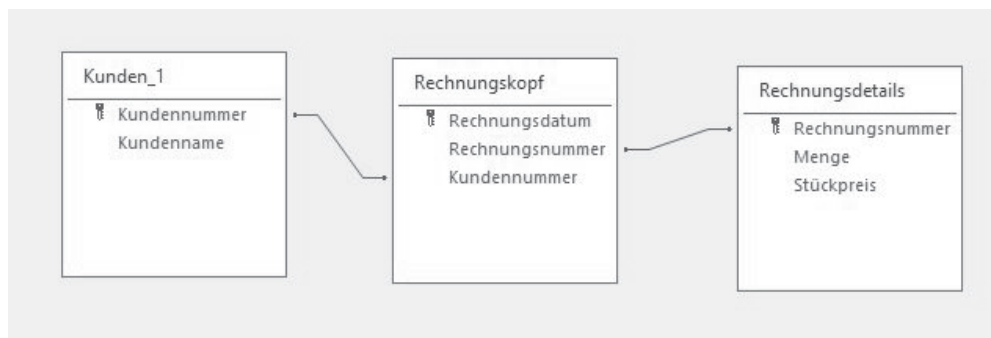 Kunden_1
Kundennummer
Kundenname
Rechnungskopf
Rechnungsdatum
Rechnungsnummer
Kundennummer
Rechnungsdetails
Rechnungsnummer
Menge
Stückpreis